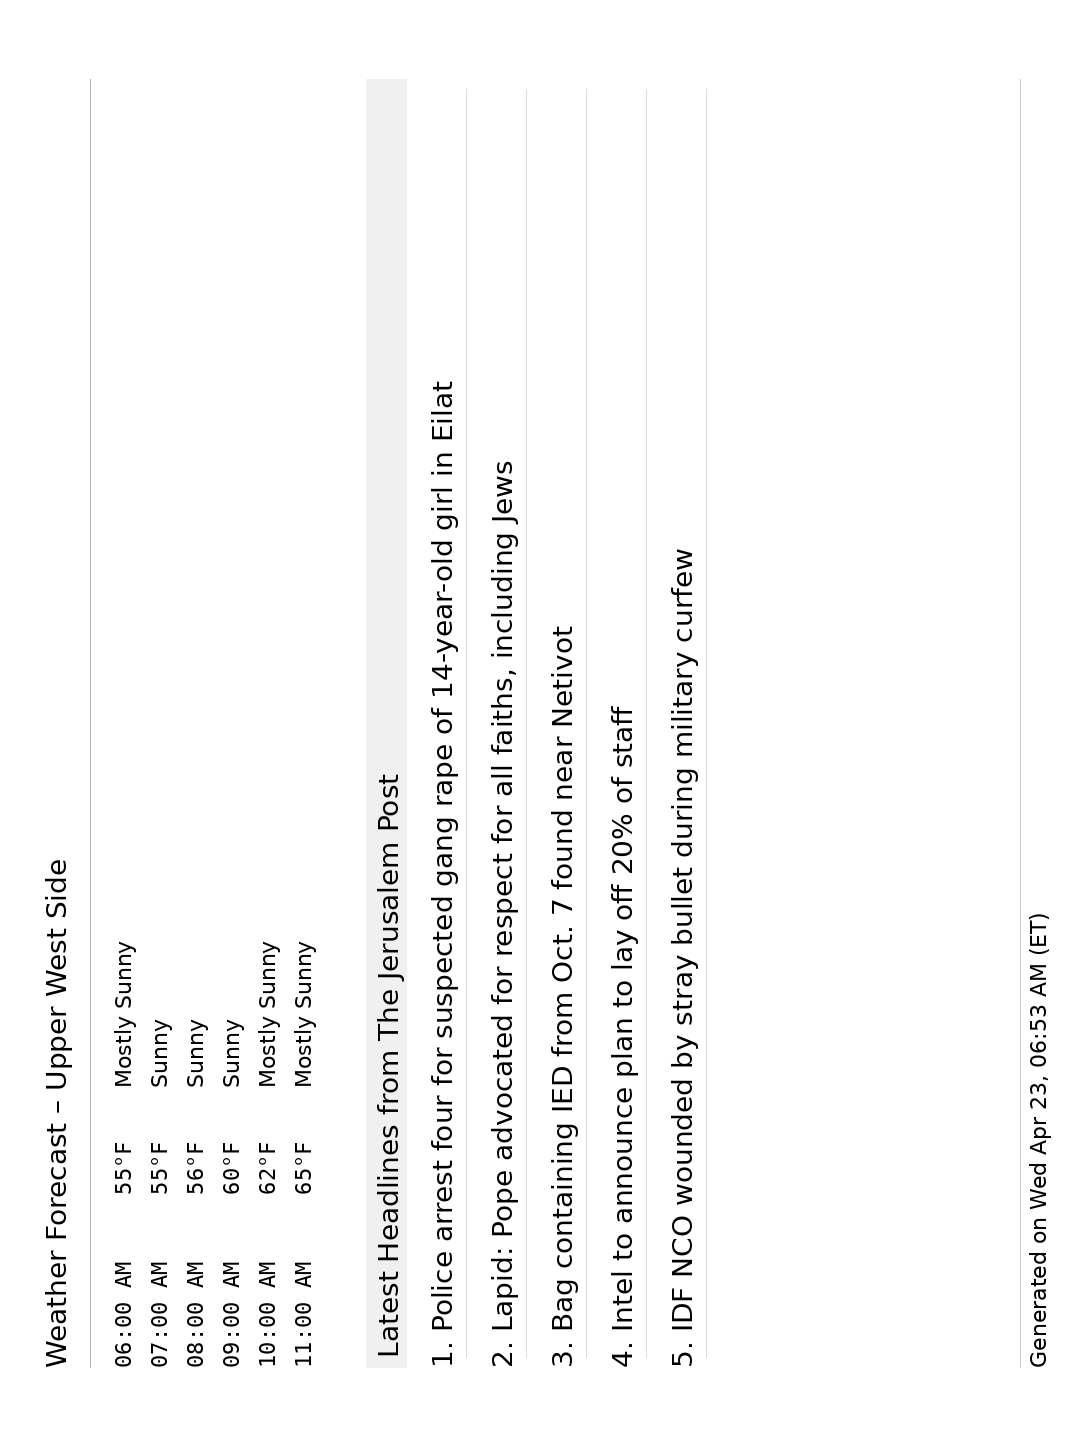 Weather Forecast – Upper West Side
06:00 AM 55°F Mostly Sunny
07:00 AM 55°F Sunny
08:00 AM 56°F Sunny
09:00 AM 60°F Sunny
10:00 AM 62°F Mostly Sunny
11:00 AM 65°F Mostly Sunny
Latest Headlines from The Jerusalem Post
1. Police arrest four for suspected gang rape of 14-year-old girl in Eilat
2. Lapid: Pope advocated for respect for all faiths, including Jews
3. Bag containing IED from Oct. 7 found near Netivot
4. Intel to announce plan to lay off 20% of staff
5. IDF NCO wounded by stray bullet during military curfew
Generated on Wed Apr 23, 06:53 AM (ET)